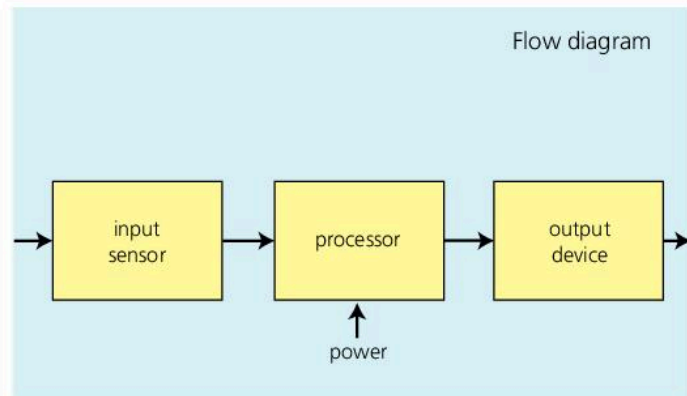 Flow diagram
input
sensor
processor
output
device
power